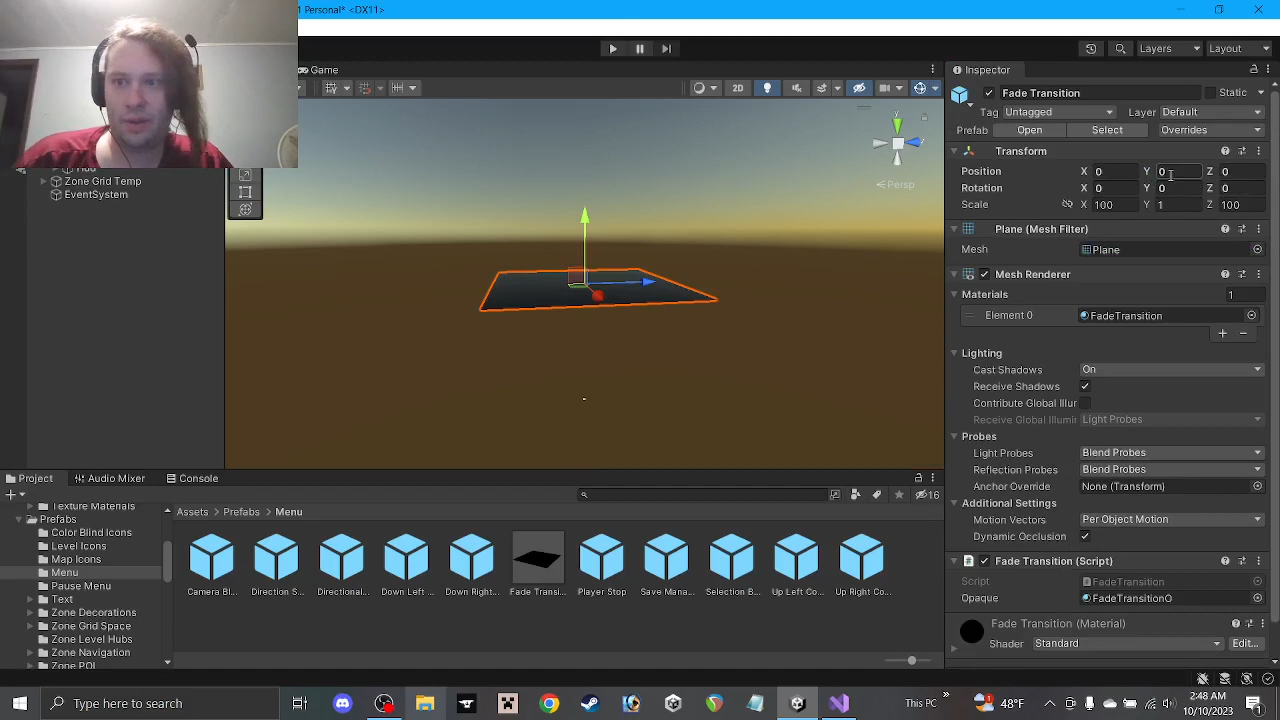 1 Personal* <DX11>
Layers
Layout
Game
Inspector
2D
Fade Transition
Static
Tag Untagged
Layer Default
Prefab Open Select Overrides
Transform
Position X 0 Y 0 Z 0
Rotation X 0 Y 0 Z 0
Scale X 100 Y 1 Z 100
Plane (Mesh Filter)
Mesh Plane
Mesh Renderer
Materials 1
Element 0 FadeTransition
Lighting
Cast Shadows On
Receive Shadows
Contribute Global Illur
Receive Global Illumir Light Probes
Probes
Light Probes Blend Probes
Reflection Probes Blend Probes
Anchor Override None (Transform)
Additional Settings
Motion Vectors Per Object Motion
Dynamic Occlusion
Fade Transition (Script)
Script FadeTransition
Opaque FadeTransitionO
Fade Transition (Material)
Shader Standard Edit...
y
Persp
Zone Grid Temp
EventSystem
Project
Audio Mixer
Console
16
Texture Materials
Prefabs
Color Blind Icons
Level Icons
Map Icons
Menu
Pause Menu
Text
Zone Decorations
Zone Grid Space
Zone Level Hubs
Zone Navigation
Zone POI
Assets
Prefabs
Menu
Camera Bl...
Direction S...
Directional...
Down Left ...
Down Right...
Fade Transi...
Player Stop
Save Mana...
Selection B...
Up Left Co...
Up Right Co...
Type here to search
This PC
48°F
2:48 AM
10/10/2023